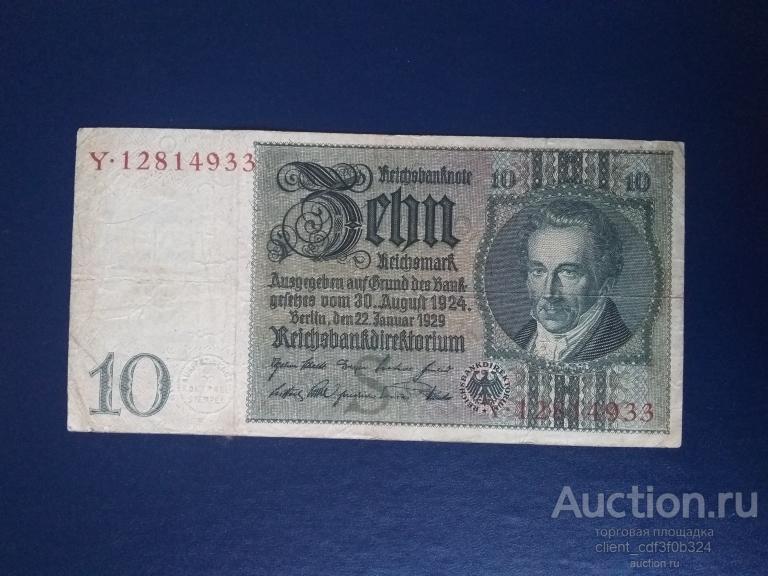 Y·12814933
Reichsbanknote
10 10
Zehn
Reichsmark
Ausgegeben auf Grund des Bank-
gesetzes vom 30. August 1924.
Berlin, den 22. Januar 1929
Reichsbankdirektorium
10
S
REICHSBANKDIREKTORIUM
Y·12814933
Auction.ru
торговая площадка
client_cdf3f0b324
auction.ru